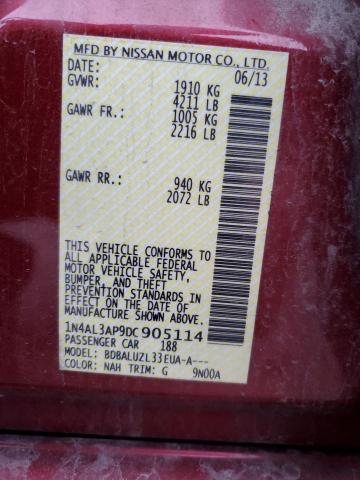 MFD BY NISSAN MOTOR CO., LTD.
DATE: 06/13
GVWR: 1910 KG
4211 LB
GAWR FR.: 1005 KG
2216 LB
GAWR RR.: 940 KG
2072 LB
THIS VEHICLE CONFORMS TO
ALL APPLICABLE FEDERAL
MOTOR VEHICLE SAFETY,
BUMPER, AND THEFT
PREVENTION STANDARDS IN
EFFECT ON THE DATE OF
MANUFACTURE SHOWN ABOVE.
1N4AL3AP9DC905114
PASSENGER CAR 188
MODEL: BDBALUZL33EUA-A---
COLOR: NAH TRIM: G 9N00A